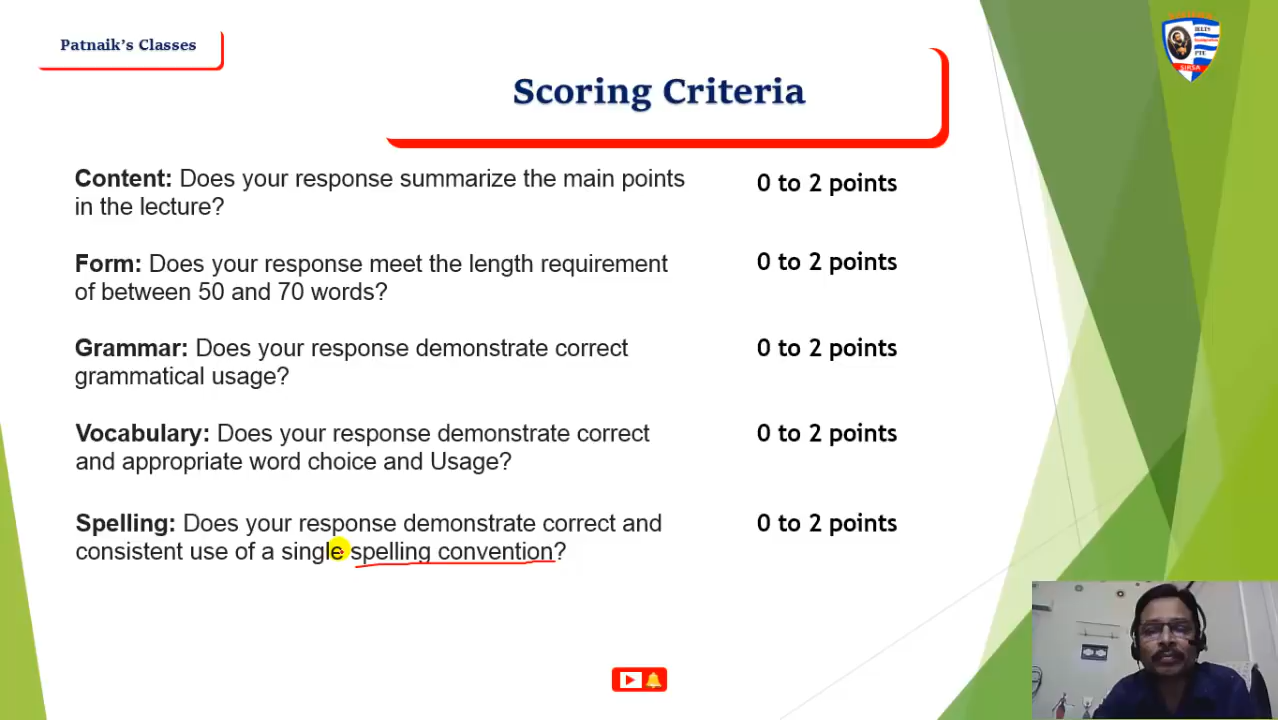 Patnaik's Classes
Scoring Criteria
Content: Does your response summarize the main points
in the lecture?
0 to 2 points
Form: Does your response meet the length requirement
of between 50 and 70 words?
0 to 2 points
Grammar: Does your response demonstrate correct
grammatical usage?
0 to 2 points
Vocabulary: Does your response demonstrate correct
and appropriate word choice and Usage?
0 to 2 points
Spelling: Does your response demonstrate correct and
consistent use of a single spelling convention?
0 to 2 points
IELTS
PTE
SIRSA